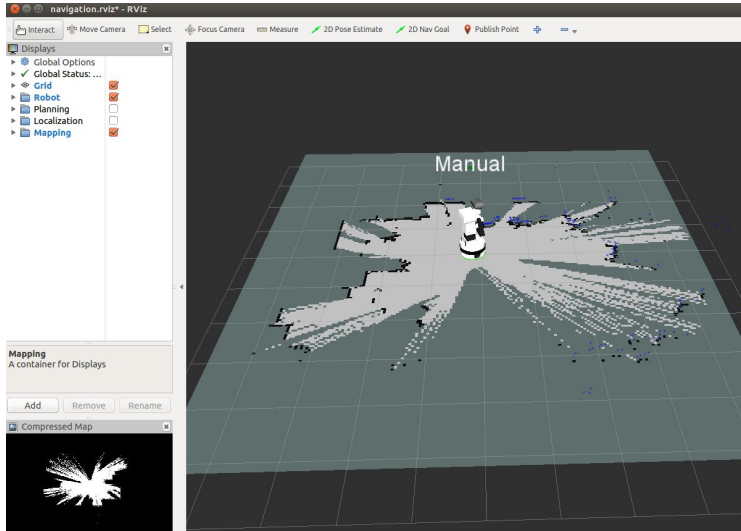 navigation.rviz* - RViz
Interact Move Camera Select Focus Camera Measure 2D Pose Estimate 2D Nav Goal Publish Point
Displays
Global Options
Global Status: ...
Grid
Robot
Planning
Localization
Mapping
Manual
Mapping
A container for Displays
Add Remove Rename
Compressed Map